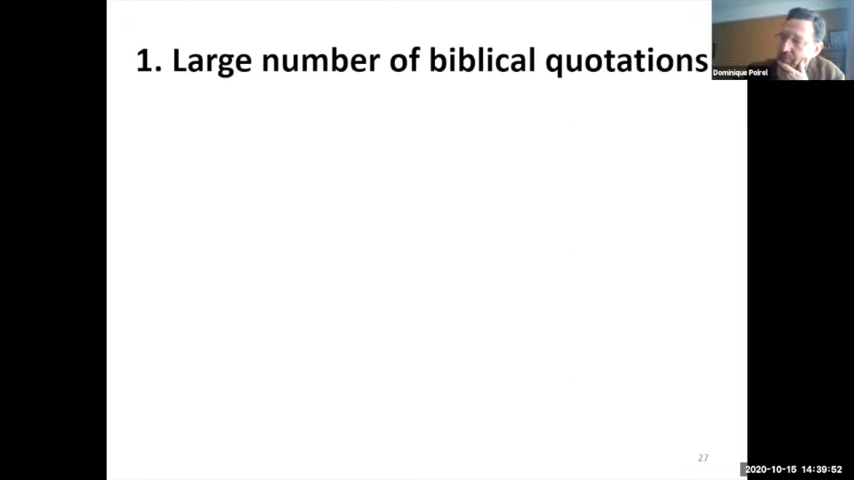 1. Large number of biblical quotations
Dominique Poirel
27
2020-10-15 14:39:52